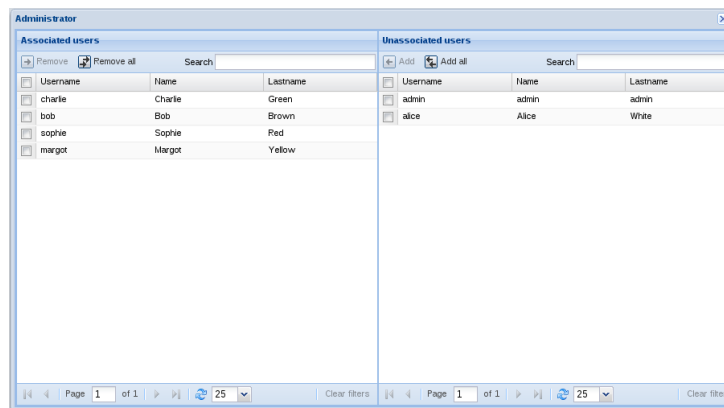 Administrator
Associated users
Remove Remove all Search
Username Name Lastname
charlie Charlie Green
bob Bob Brown
sophie Sophie Red
margot Margot Yellow
Page 1 of 1 25 Clear filters
Unassociated users
Add Add all Search
Username Name Lastname
admin admin admin
alice Alice White
Page 1 of 1 25 Clear filte